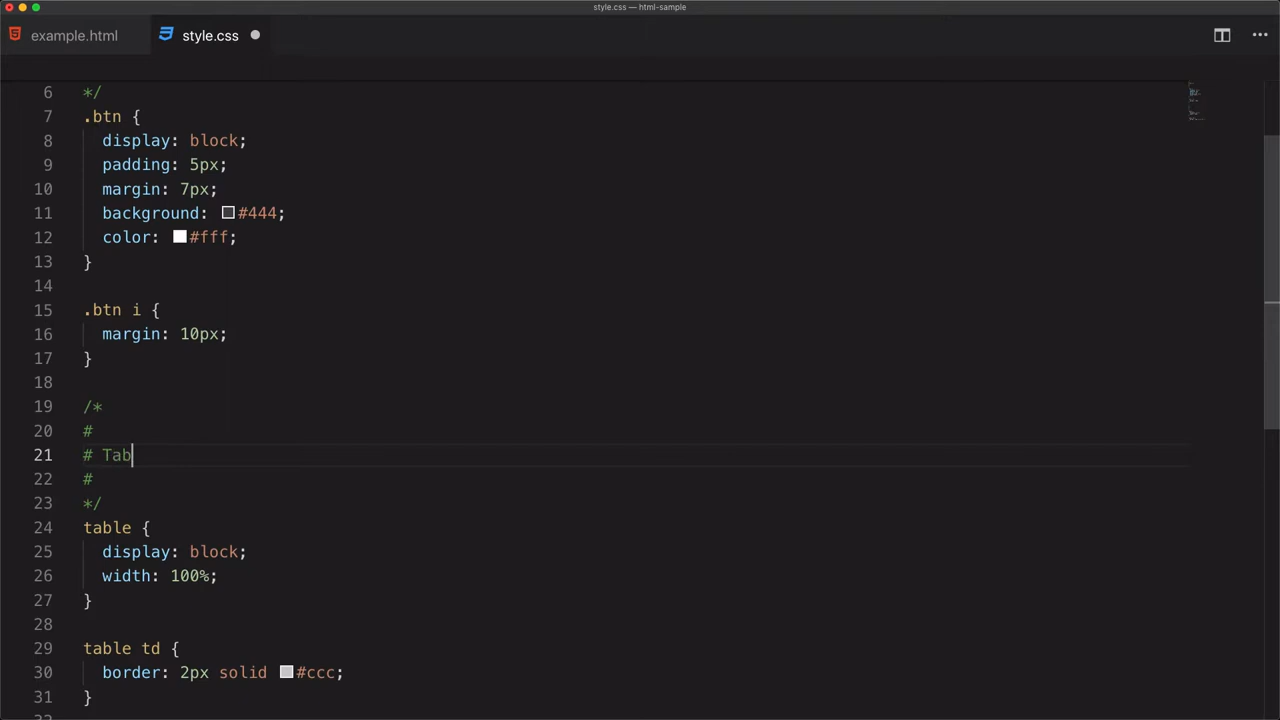 style.css — html-sample
example.html style.css
6 */
7 .btn {
8 display: block;
9 padding: 5px;
10 margin: 7px;
11 background: #444;
12 color: #fff;
13 }
14
15 .btn i {
16 margin: 10px;
17 }
18
19 /*
20 #
21 # Tab
22 #
23 */
24 table {
25 display: block;
26 width: 100%;
27 }
28
29 table td {
30 border: 2px solid #ccc;
31 }